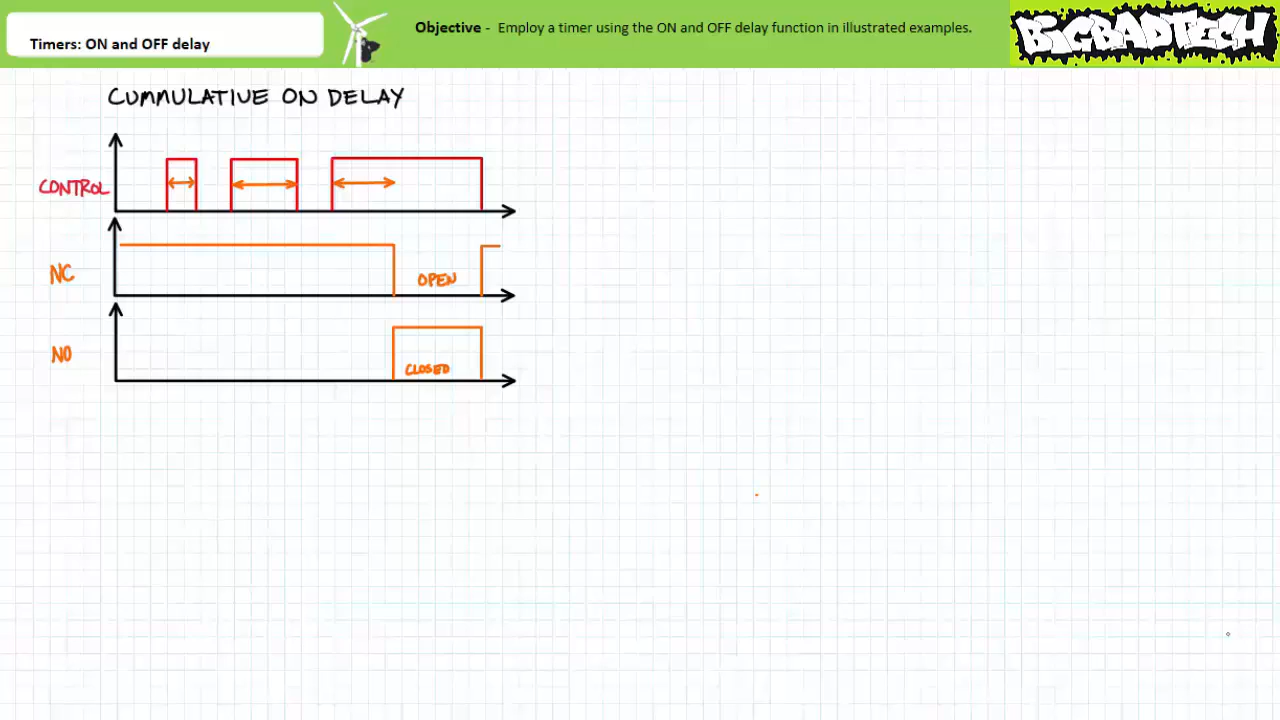 Timers: ON and OFF delay
Objective - Employ a timer using the ON and OFF delay function in illustrated examples.
BIGBADTECH
CUMMULATIVE ON DELAY
CONTROL
NC
OPEN
NO
CLOSED